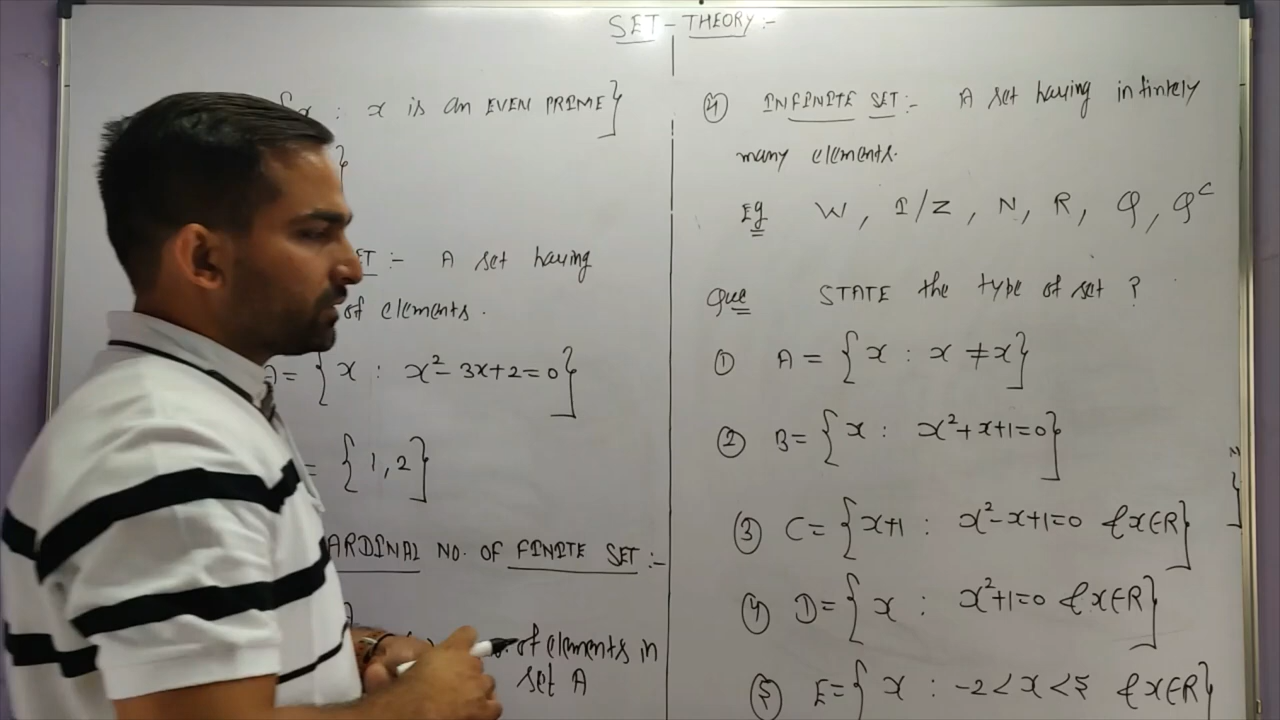 SET - THEORY :-
x : x is an EVEN PRIME}
}
ET :- A set having
of elements.
A = { x : x² - 3x + 2 = 0 }
= { 1, 2 }
ARDINAL NO. OF FINITE SET :-
of elements in
set A
④ INFINITE SET :- A set having infintely
many elements.
Eg W, I/Z, N, R, Q, Qᶜ
Que STATE the type of set ?
① A = { x : x ≠ x }
② B = { x : x² + x + 1 = 0 }
③ C = { x+1 : x² - x + 1 = 0 & x ∈ R }
④ D = { x : x² + 1 = 0 & x ∈ R }
⑤ E = { x : -2 < x < 5 & x ∈ R }